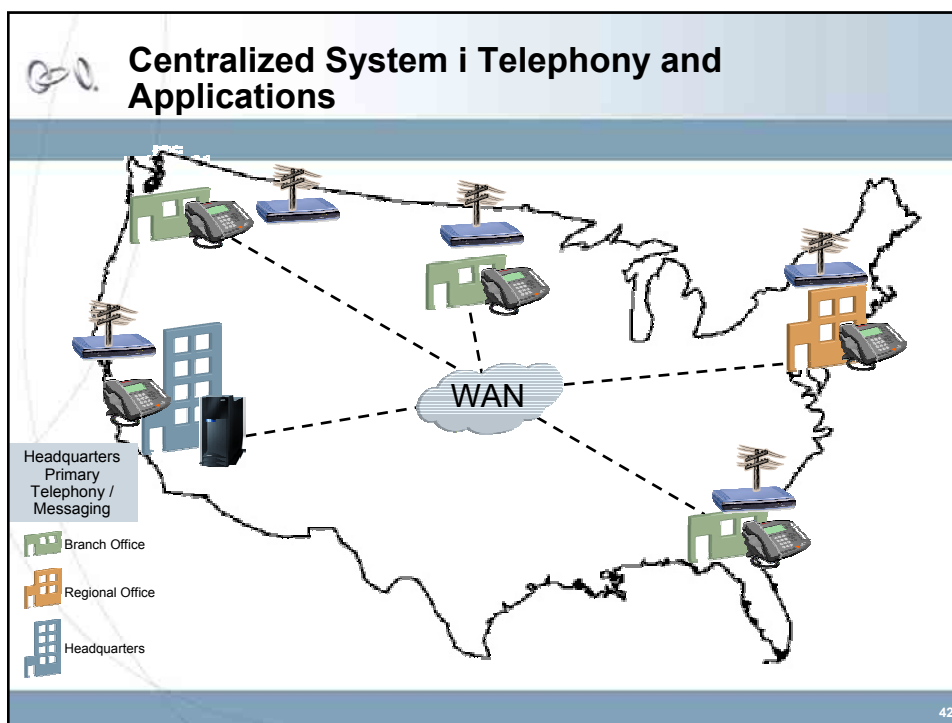 Centralized System i Telephony and
Applications
WAN
Headquarters
Primary
Telephony /
Messaging
Branch Office
Regional Office
Headquarters
42